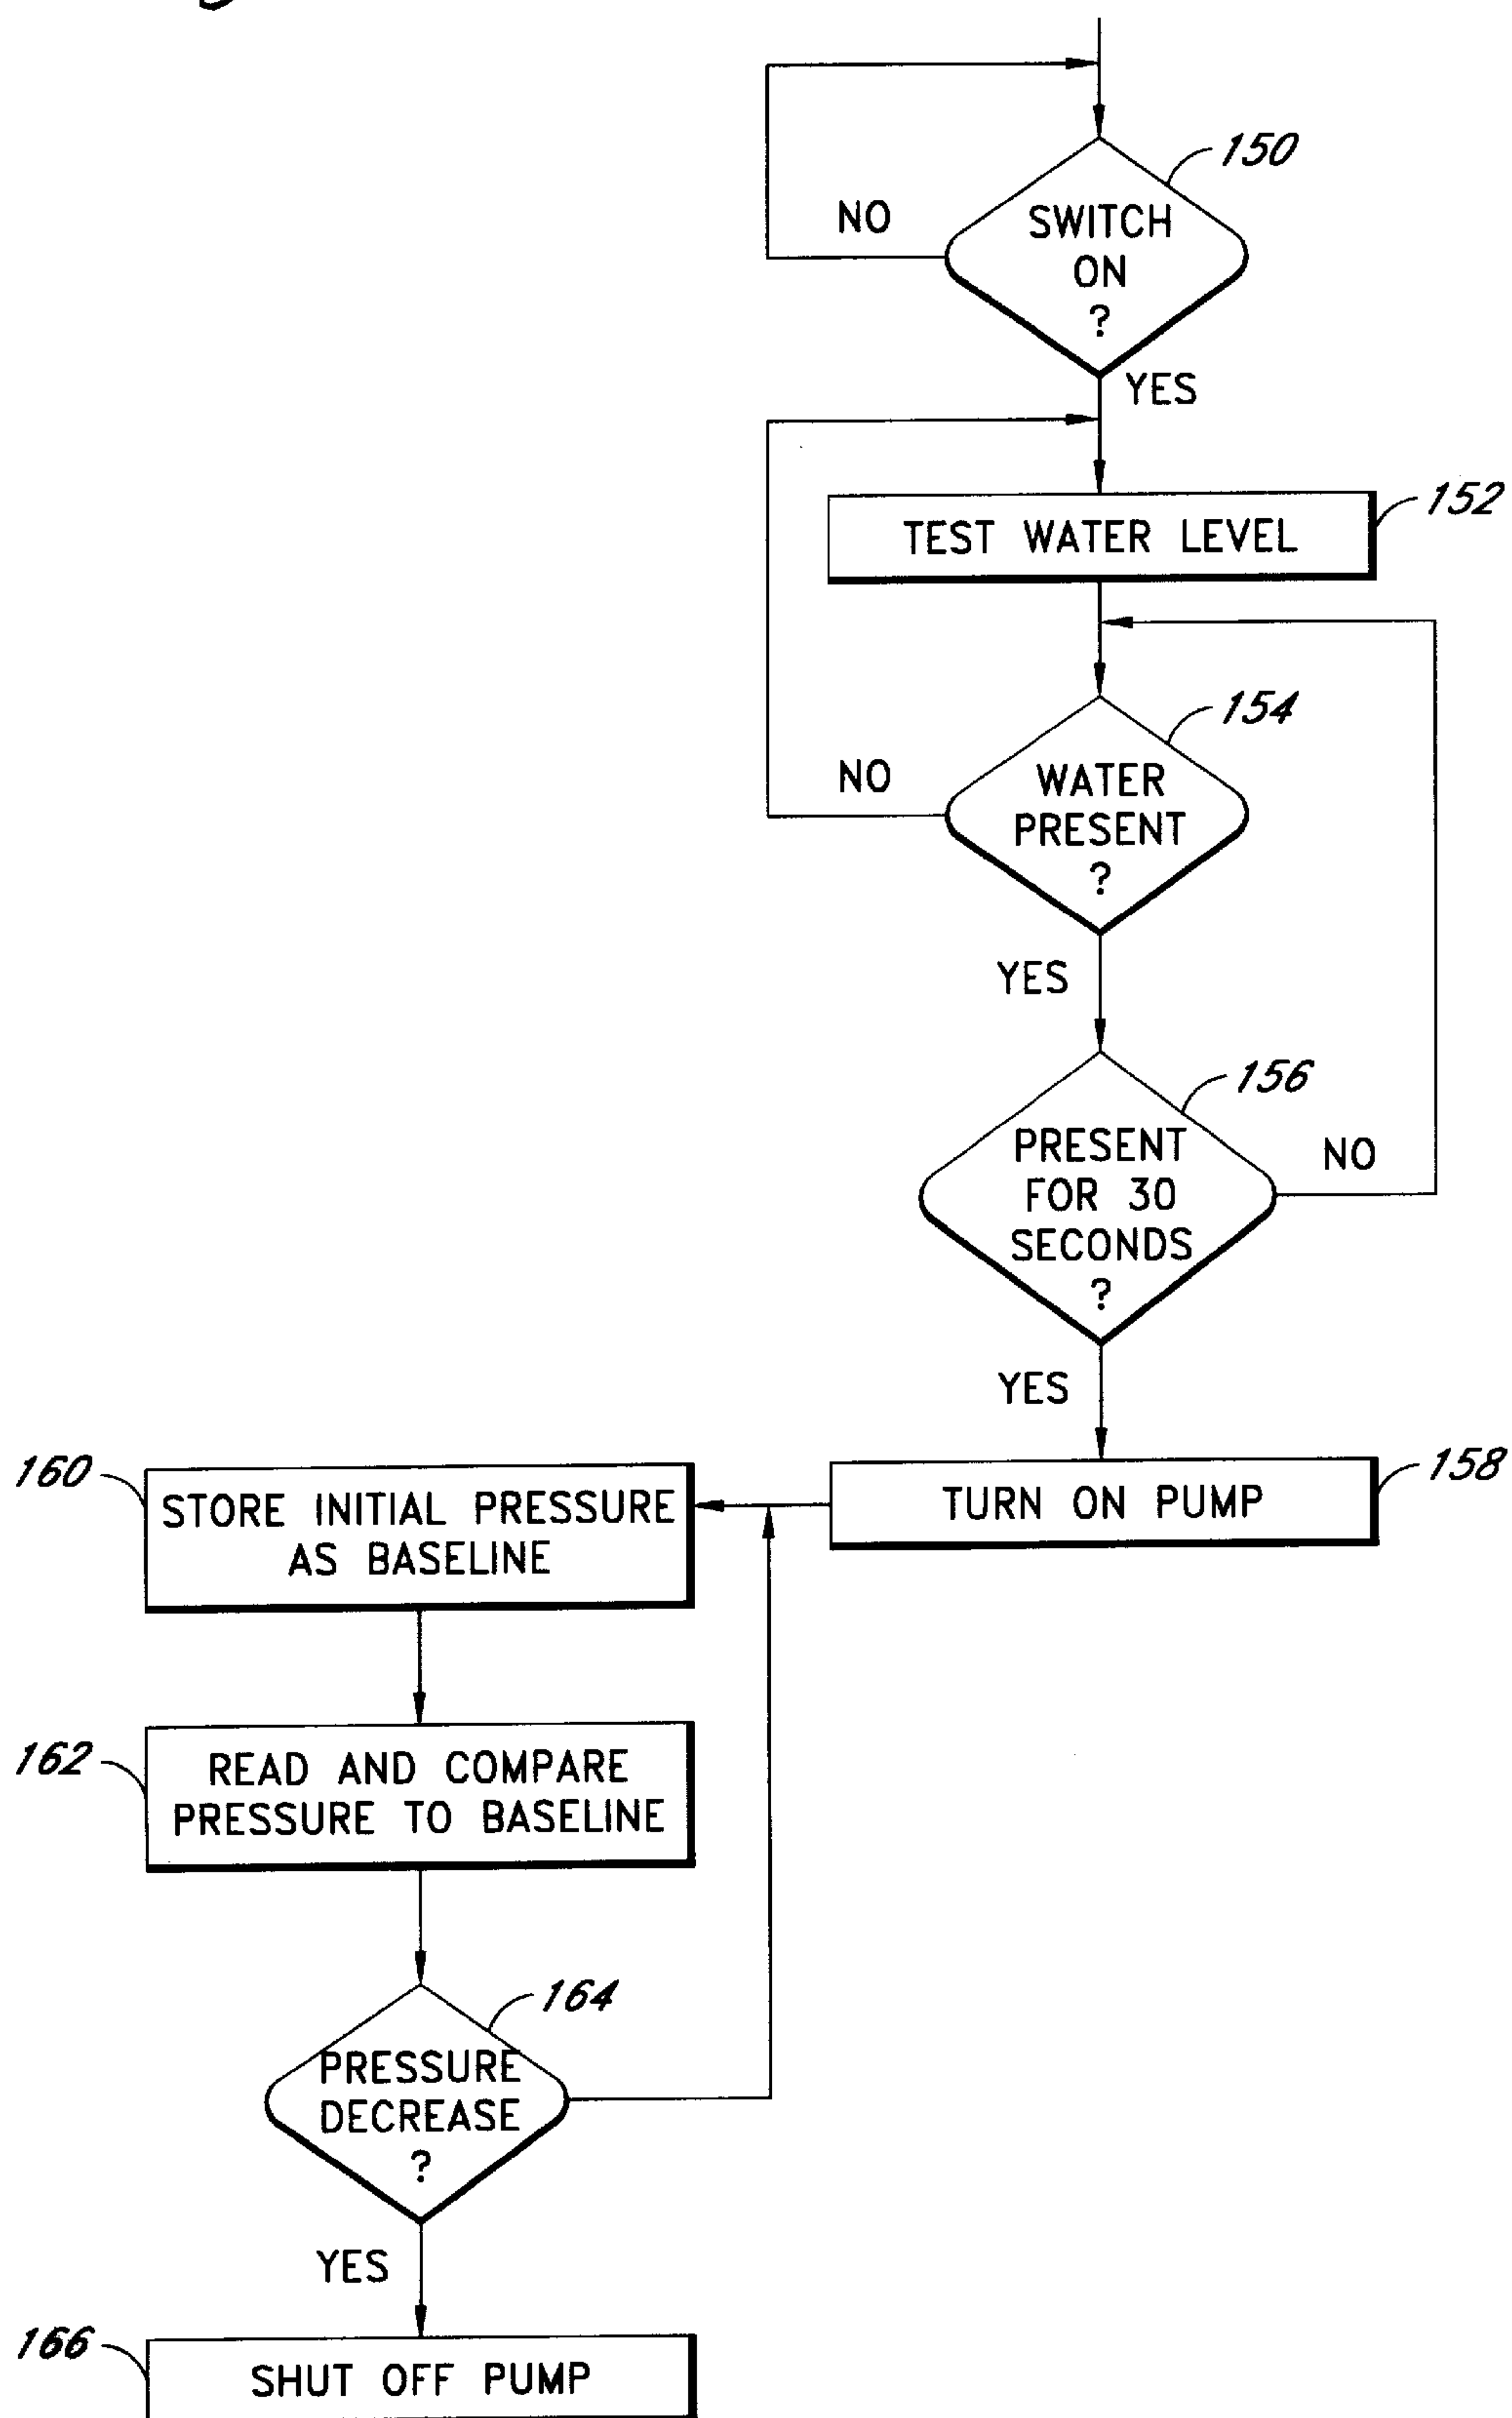 150
SWITCH
ON
?
NO
YES
152
TEST WATER LEVEL
154
WATER
PRESENT
?
NO
YES
156
PRESENT
FOR 30
SECONDS
?
NO
YES
158
TURN ON PUMP
160
STORE INITIAL PRESSURE
AS BASELINE
162
READ AND COMPARE
PRESSURE TO BASELINE
164
PRESSURE
DECREASE
?
YES
166
SHUT OFF PUMP